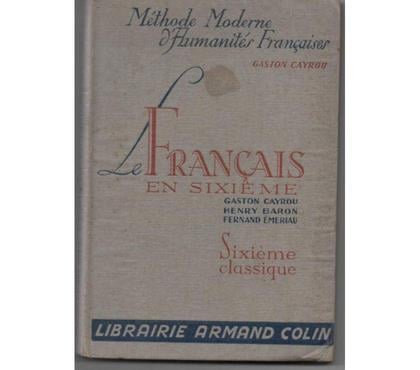 Méthode Moderne
d'Humanités Françaises
GASTON CAYROU
Le FRANÇAIS
EN SIXIÈME
GASTON CAYROU
HENRY BARON
FERNAND ÉMERIAU
Sixième
classique
LIBRAIRIE ARMAND COLIN